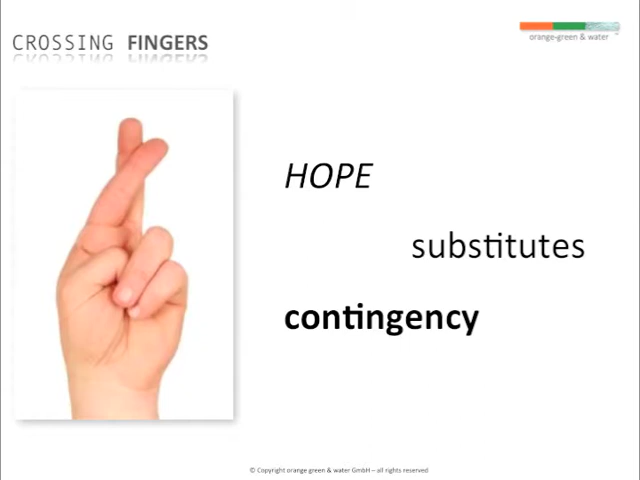 CROSSING FINGERS
orange-green & water
HOPE
substitutes
contingency
© Copyright orange green & water GmbH – all rights reserved